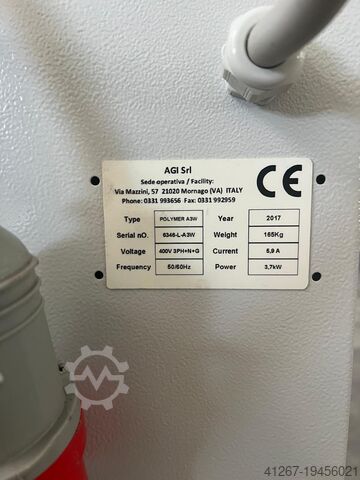 AGI Srl
Sede operativa / Facility:
Via Mazzini, 57 21020 Mornago (VA) ITALY
Phone: 0331 993656 Fax: 0331 992959
CE
Type POLYMER A3W Year 2017
Serial nO. 6346-L-A3W Weight 165Kg
Voltage 400V 3PH+N+G Current 5,9 A
Frequency 50/60Hz Power 3,7kW
41267-19456021